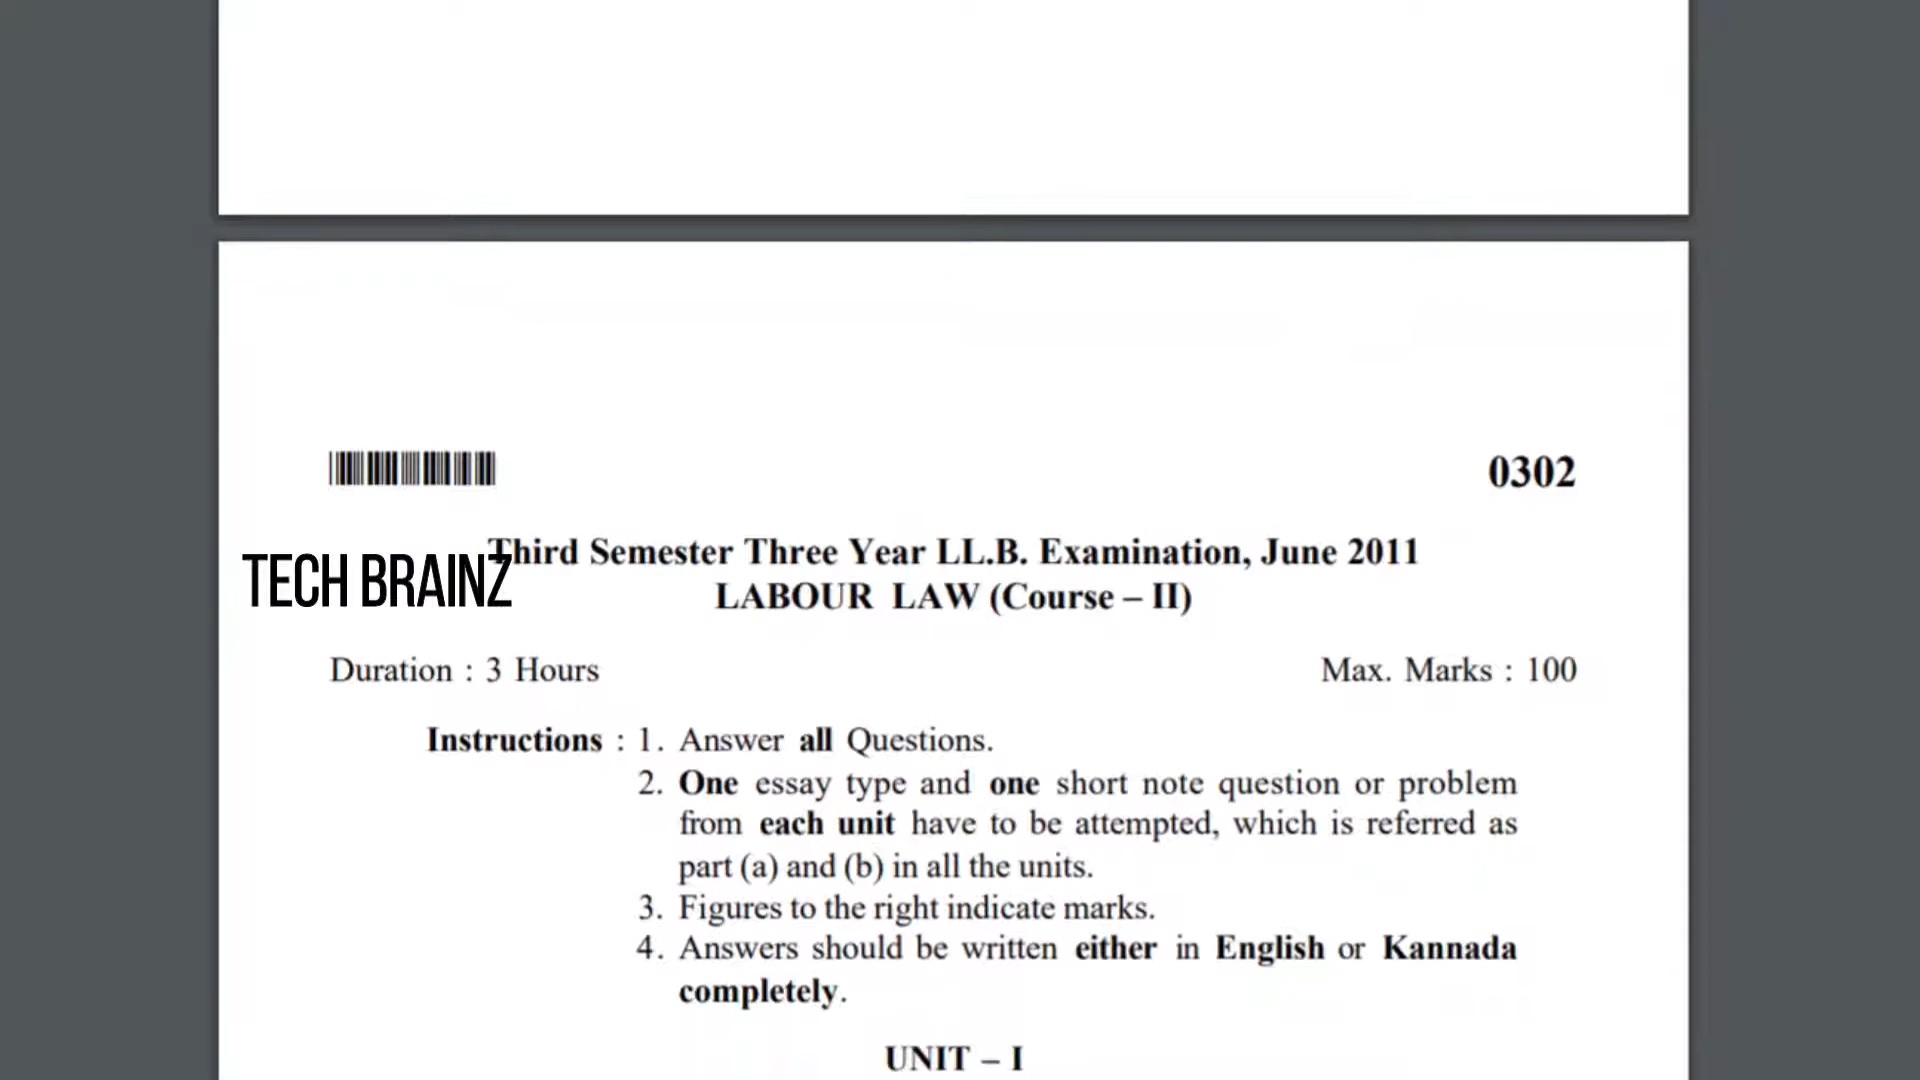 0302
Third Semester Three Year LL.B. Examination, June 2011
TECH BRAINZ
LABOUR LAW (Course – II)
Duration : 3 Hours Max. Marks : 100
Instructions : 1. Answer all Questions.
2. One essay type and one short note question or problem
from each unit have to be attempted, which is referred as
part (a) and (b) in all the units.
3. Figures to the right indicate marks.
4. Answers should be written either in English or Kannada
completely.
UNIT – I